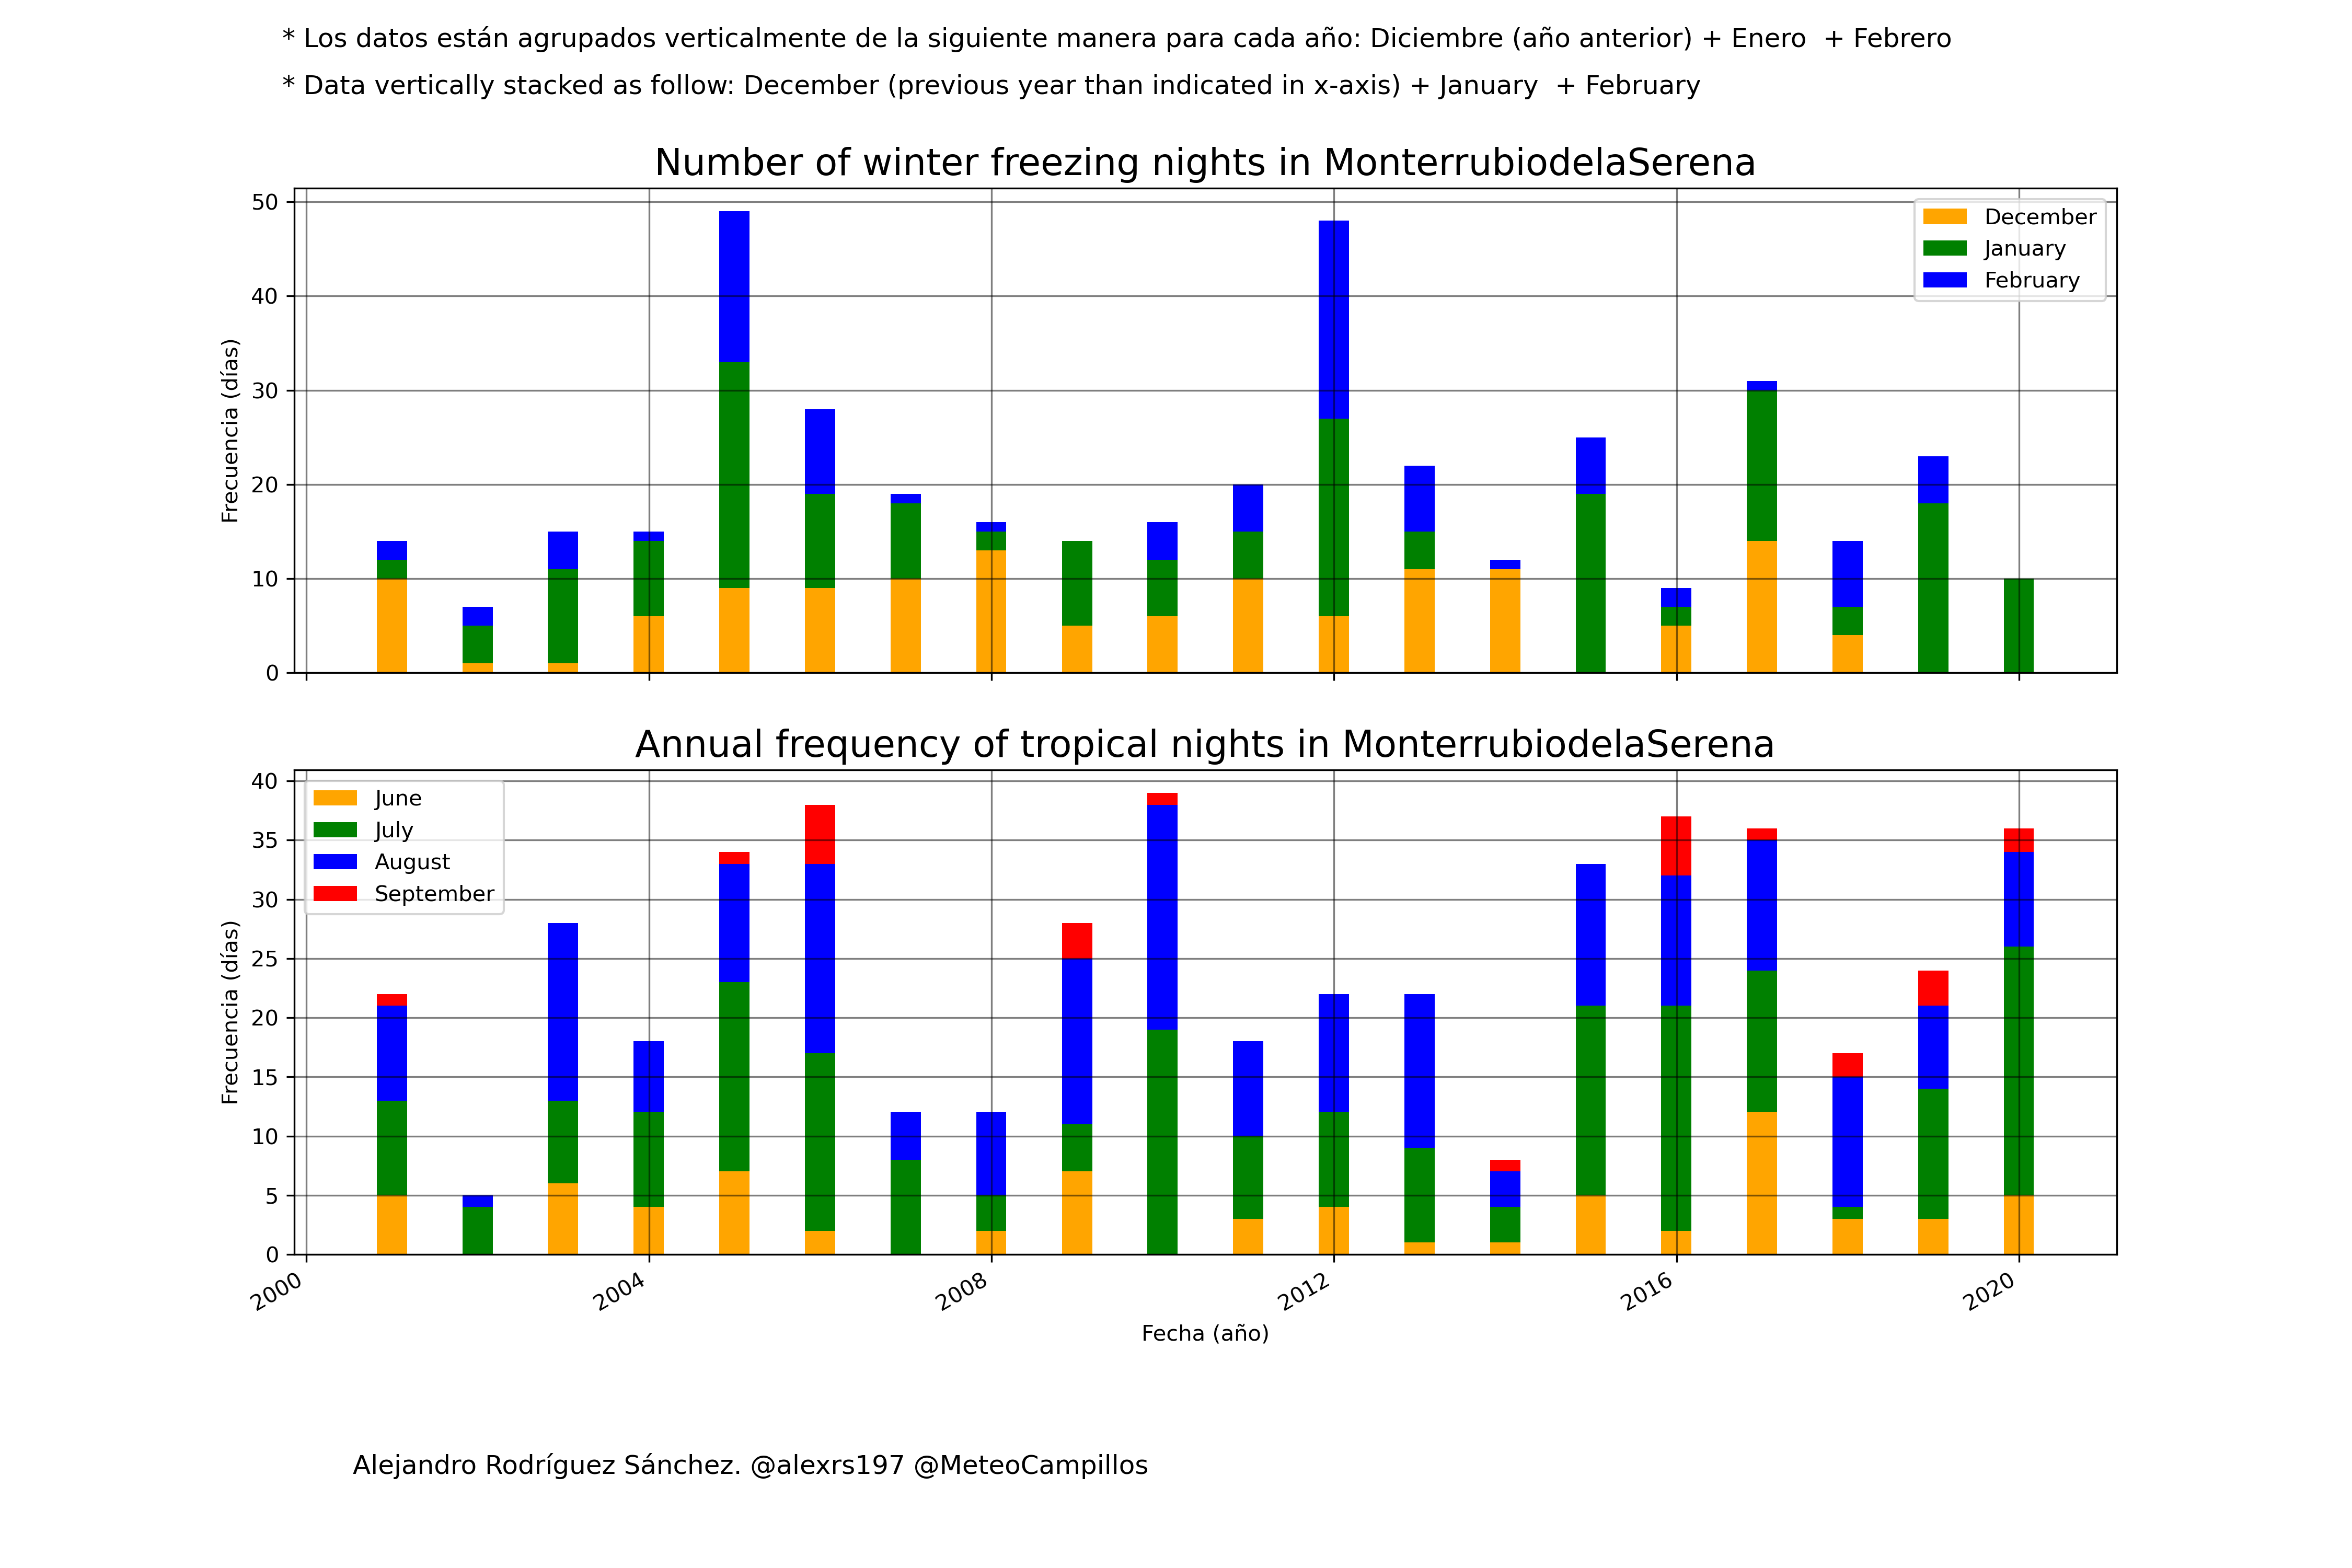 * Los datos están agrupados verticalmente de la siguiente manera para cada año: Diciembre (año anterior) + Enero  + Febrero
* Data vertically stacked as follow: December (previous year than indicated in x-axis) + January  + February
Number of winter freezing nights in MonterrubiodelaSerena
50
40
30
20
10
0
Frecuencia (días)
December
January
February
Annual frequency of tropical nights in MonterrubiodelaSerena
40
35
30
25
20
15
10
5
0
Frecuencia (días)
June
July
August
September
2000 2004 2008 2012 2016 2020
Fecha (año)
Alejandro Rodríguez Sánchez. @alexrs197 @MeteoCampillos